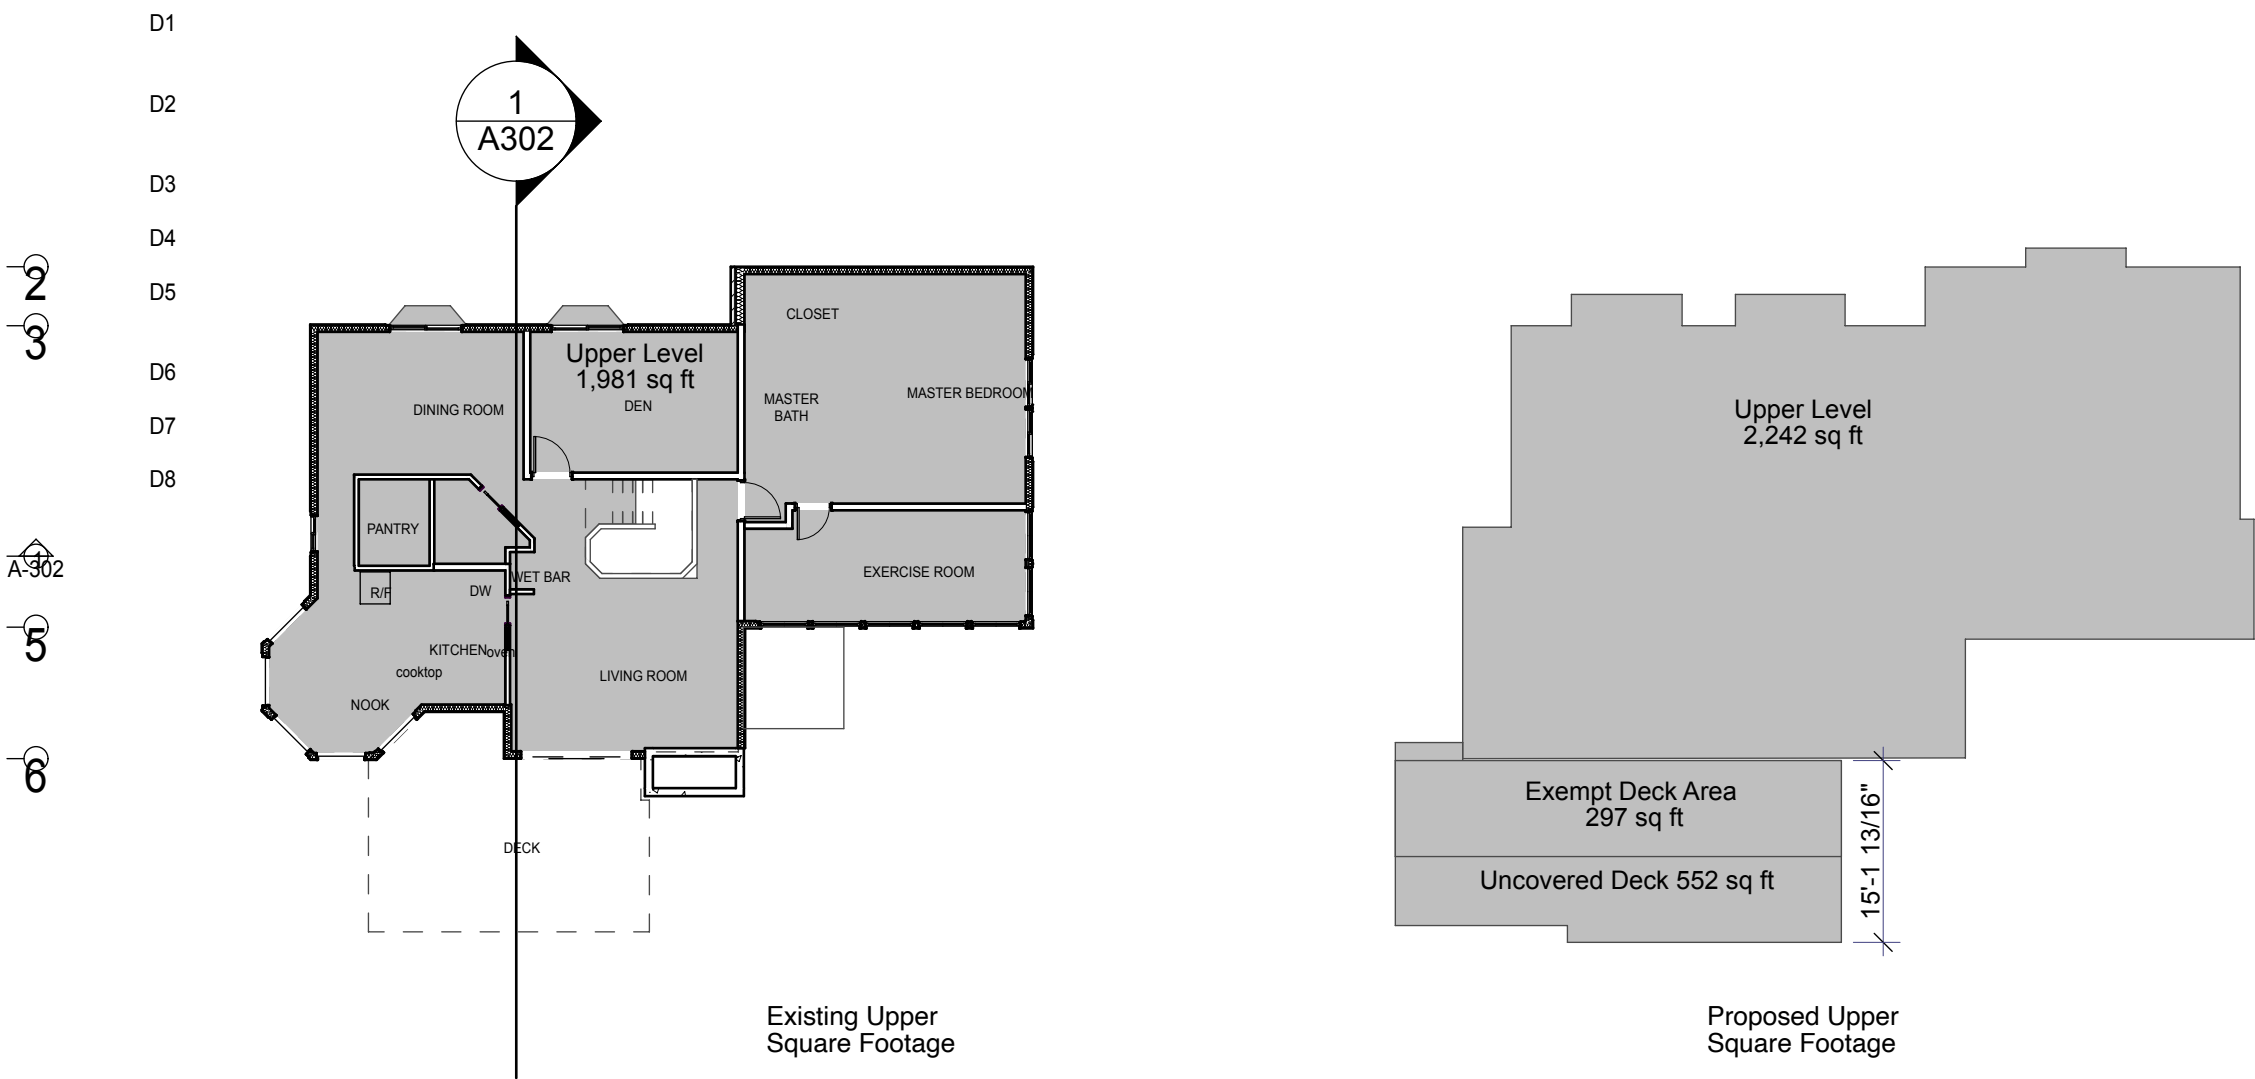 D1
D2
D3
D4
D5
D6
D7
D8
2
3
1
A-302
5
6
1
A302
CLOSET
Upper Level
1,981 sq ft
DEN
DINING ROOM
MASTER BEDROOM
MASTER
BATH
PANTRY
WET BAR
EXERCISE ROOM
R/F
DW
KITCHEN
oven
cooktop
LIVING ROOM
NOOK
DECK
Existing Upper
Square Footage
Upper Level
2,242 sq ft
Exempt Deck Area
297 sq ft
Uncovered Deck 552 sq ft
15'-1 13/16"
Proposed Upper
Square Footage